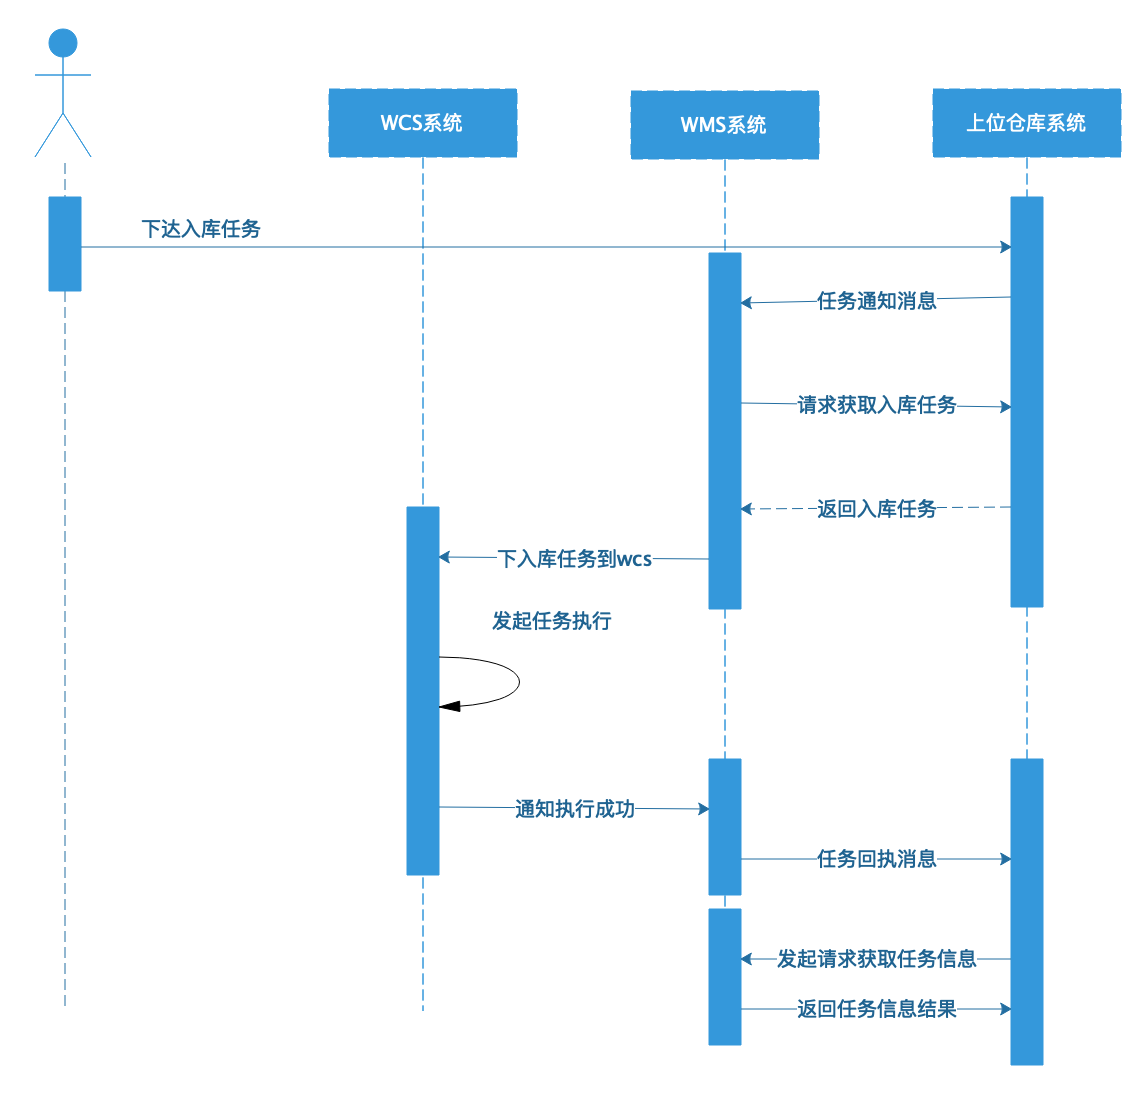 WCS系统
WMS系统
上位仓库系统
下达入库任务
任务通知消息
请求获取入库任务
返回入库任务
下入库任务到wcs
发起任务执行
通知执行成功
任务回执消息
发起请求获取任务信息
返回任务信息结果